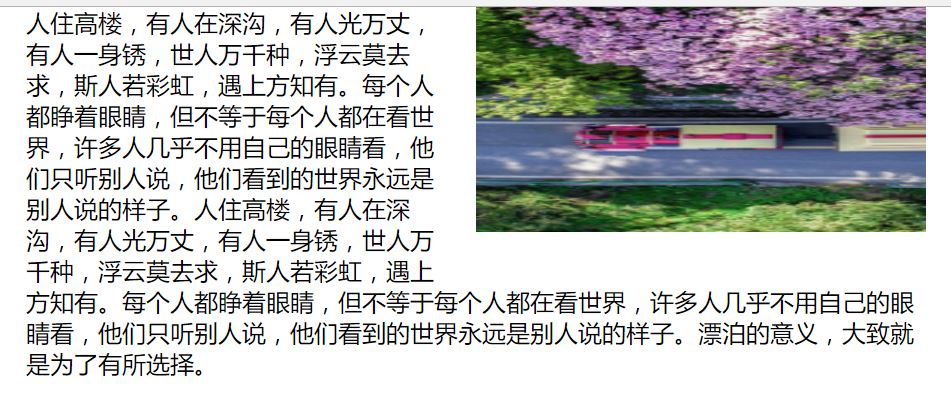 人住高楼，有人在深沟，有人光万丈，
有人一身锈，世人万千种，浮云莫去
求，斯人若彩虹，遇上方知有。每个人
都睁着眼睛，但不等于每个人都在看世
界，许多人几乎不用自己的眼睛看，他
们只听别人说，他们看到的世界永远是
别人说的样子。人住高楼，有人在深
沟，有人光万丈，有人一身锈，世人万
千种，浮云莫去求，斯人若彩虹，遇上
方知有。每个人都睁着眼睛，但不等于每个人都在看世界，许多人几乎不用自己的眼
睛看，他们只听别人说，他们看到的世界永远是别人说的样子。漂泊的意义，大致就
是为了有所选择。